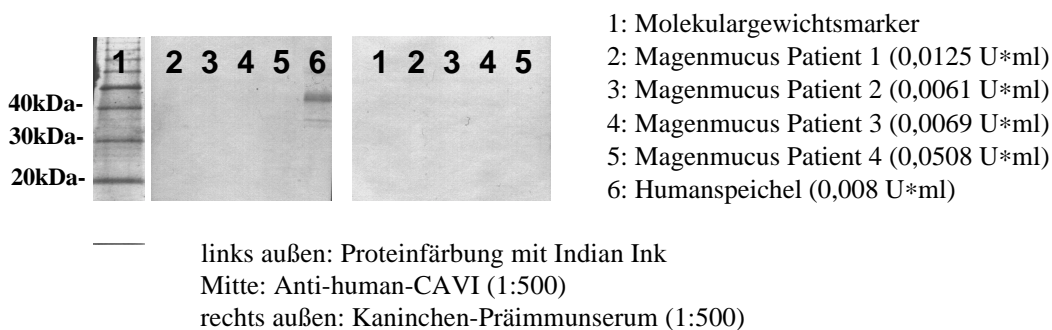 1 2 3 4 5 6 1 2 3 4 5
40kDa-
30kDa-
20kDa-
1: Molekulargewichtsmarker
2: Magenmucus Patient 1 (0,0125 U*ml)
3: Magenmucus Patient 2 (0,0061 U*ml)
4: Magenmucus Patient 3 (0,0069 U*ml)
5: Magenmucus Patient 4 (0,0508 U*ml)
6: Humanspeichel (0,008 U*ml)
links außen: Proteinfärbung mit Indian Ink
Mitte: Anti-human-CAVI (1:500)
rechts außen: Kaninchen-Präimmunserum (1:500)